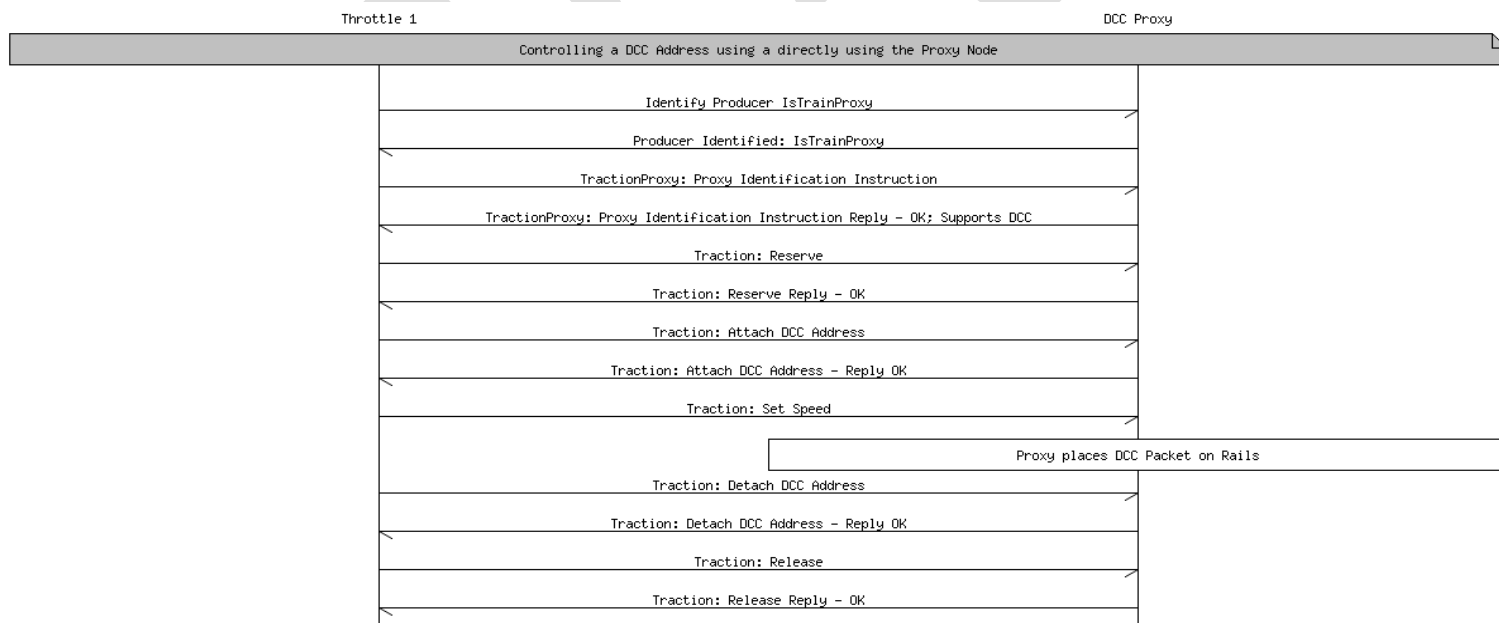 Throttle 1 DCC Proxy
Controlling a DCC Address using a directly using the Proxy Node
Identify Producer IsTrainProxy
Producer Identified: IsTrainProxy
TractionProxy: Proxy Identification Instruction
TractionProxy: Proxy Identification Instruction Reply - OK; Supports DCC
Traction: Reserve
Traction: Reserve Reply - OK
Traction: Attach DCC Address
Traction: Attach DCC Address - Reply OK
Traction: Set Speed
Proxy places DCC Packet on Rails
Traction: Detach DCC Address
Traction: Detach DCC Address - Reply OK
Traction: Release
Traction: Release Reply - OK